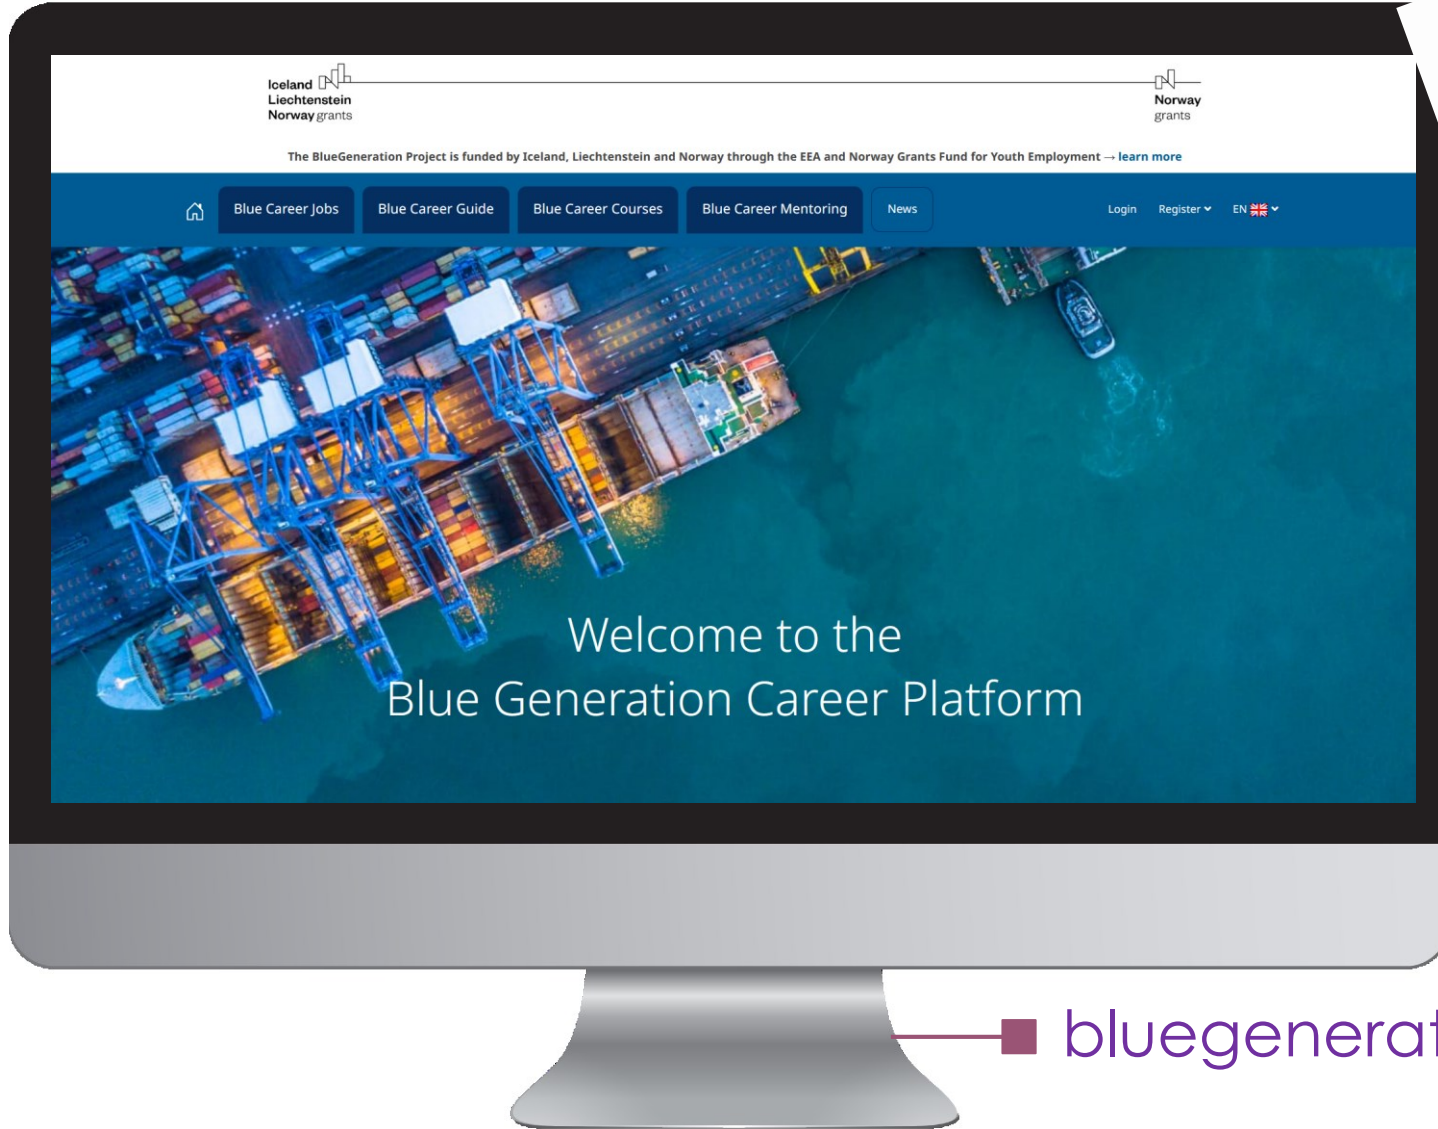 Iceland
Liechtenstein
Norway grants
Norway
grants
The BlueGeneration Project is funded by Iceland, Liechtenstein and Norway through the EEA and Norway Grants Fund for Youth Employment → learn more
Blue Career Jobs
Blue Career Guide
Blue Career Courses
Blue Career Mentoring
News
Login
Register
EN
Welcome to the
Blue Generation Career Platform
bluegenerat